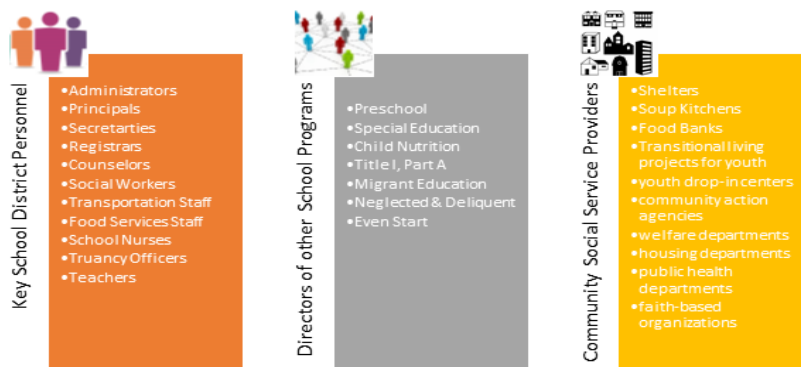 Key School District Personnel
•Administrators
•Principals
•Secretarties
•Registrars
•Counselors
•Social Workers
•Transportation Staff
•Food Services Staff
•School Nurses
•Truancy Officers
•Teachers
Directors of other School Programs
•Preschool
•Special Education
•Child Nutrition
•Title I, Part A
•Migrant Education
•Neglected & Deliquent
•Even Start
Community Social Service Providers
•Shelters
•Soup Kitchens
•Food Banks
•Transitional living
projects for youth
•youth drop-in centers
•community action
agencies
•welfare departments
•housing departments
•public health
departments
•faith-based
organizations